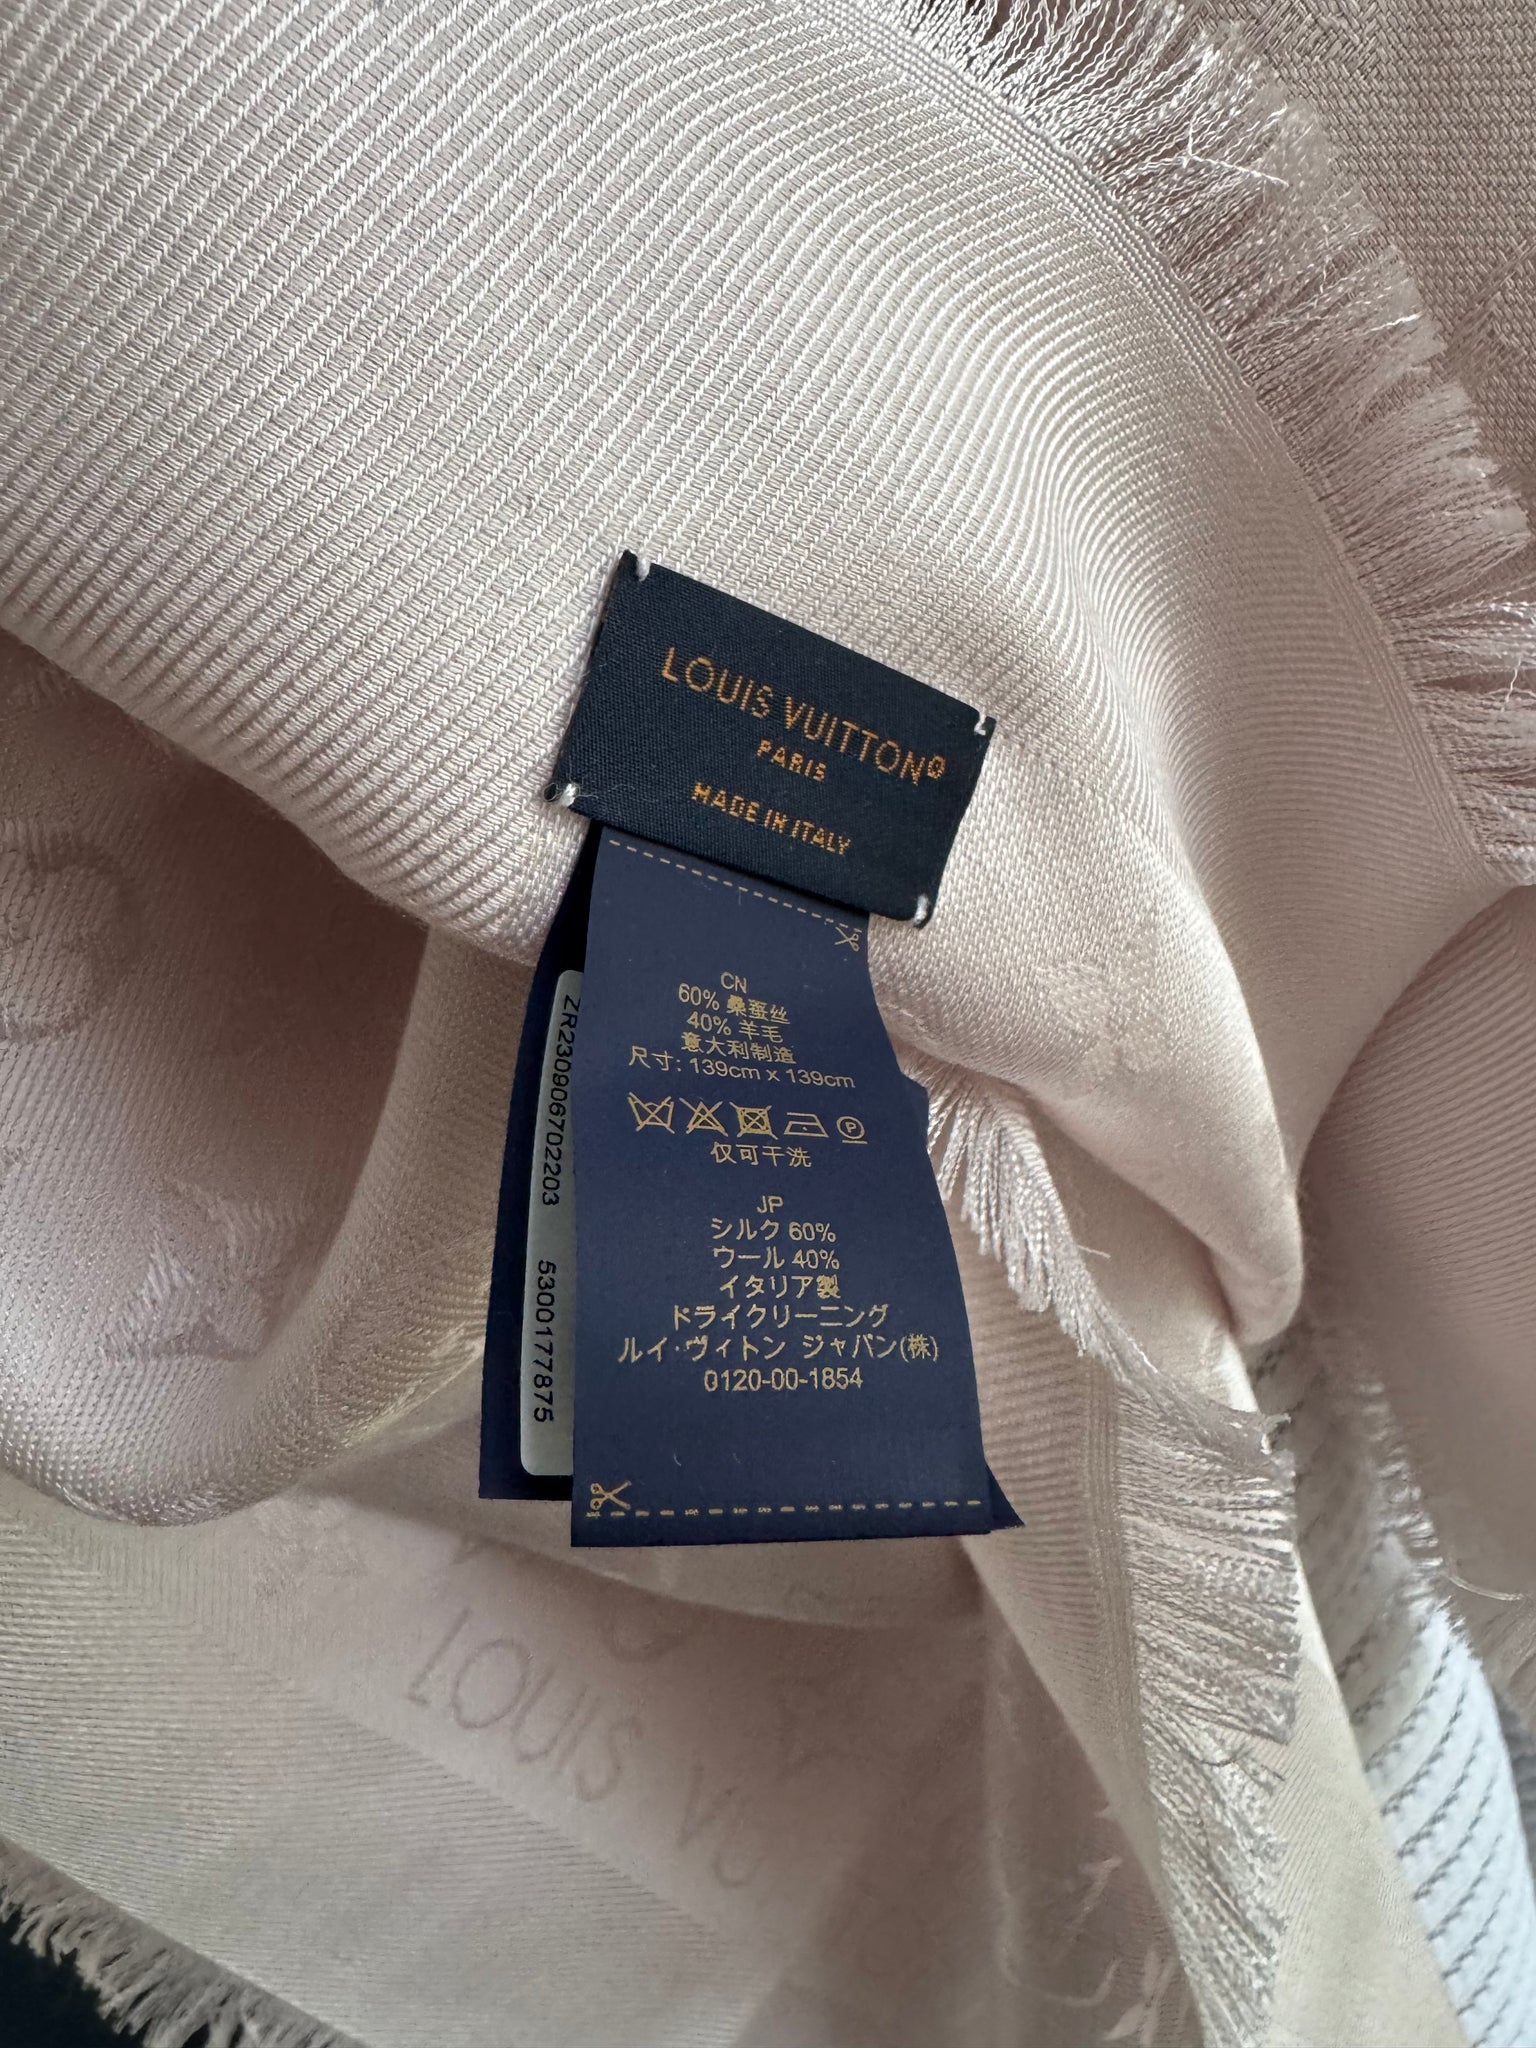 LOUIS VUITTON®
PARIS
MADE IN ITALY
CN
60% 桑蚕丝
40% 羊毛
意大利制造
尺寸: 139cm x 139cm
P
仅可干洗
JP
シルク 60%
ウール 40%
イタリア製
ドライクリーニング
ルイ・ヴィトン ジャパン(株)
0120-00-1854
ZR230906702203 5300177875
LOUIS VU